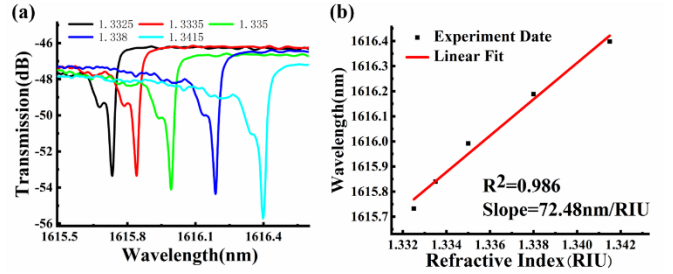 (a)
1.3325 1.3335 1.335
1.338 1.3415
-46
-48
-50
-52
-54
-56
Transmission(dB)
1615.5 1615.8 1616.1 1616.4
Wavelength(nm)
(b)
Experiment Date
Linear Fit
1616.4
1616.3
1616.2
1616.1
1616.0
1615.9
1615.8
1615.7
Wavelength(nm)
R2=0.986
Slope=72.48nm/RIU
1.332 1.334 1.336 1.338 1.340 1.342
Refractive Index(RIU)